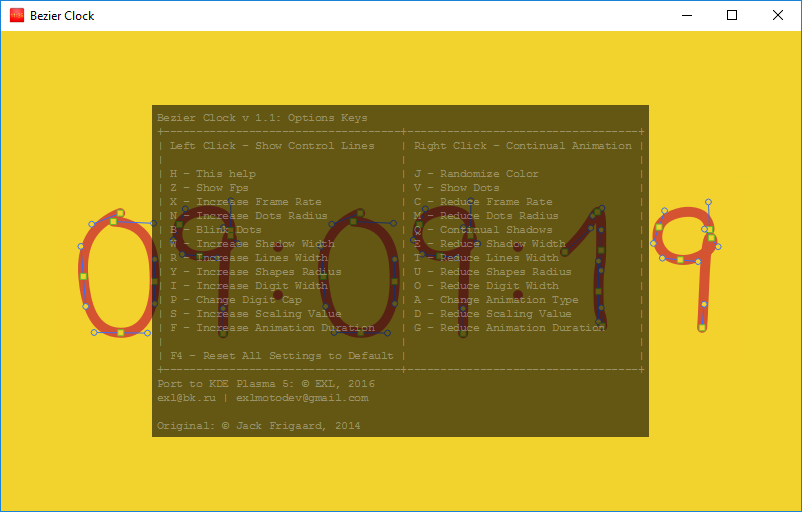 Bezier Clock
Bezier Clock v 1.1: Options Keys
+----------------------------------+---------------------------------+
| Left Click - Show Control Lines | Right Click - Continual Animation |
| | |
| H - This help | J - Randomize Color |
| Z - Show Fps | V - Show Dots |
| X - Increase Frame Rate | C - Reduce Frame Rate |
| N - Increase Dots Radius | M - Reduce Dots Radius |
| B - Blink Dots | Q - Continual Shadows |
| W - Increase Shadow Width | E - Reduce Shadow Width |
| R - Increase Lines Width | T - Reduce Lines Width |
| Y - Increase Shapes Radius | U - Reduce Shapes Radius |
| I - Increase Digit Width | O - Reduce Digit Width |
| P - Change Digit Cap | A - Change Animation Type |
| S - Increase Scaling Value | D - Reduce Scaling Value |
| F - Increase Animation Duration | G - Reduce Animation Duration |
| | |
| F4 - Reset All Settings to Default | |
+----------------------------------+---------------------------------+
Port to KDE Plasma 5: © EXL, 2016
exl@bk.ru | exlmotodev@gmail.com
Original: © Jack Frigaard, 2014
09:09:19